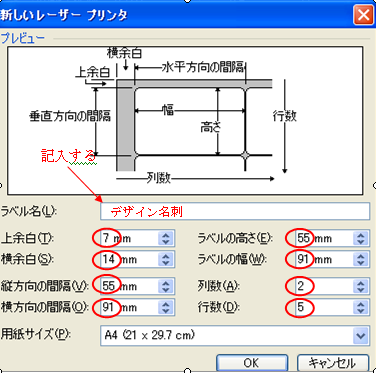 新しいレーザー プリンタ
プレビュー
横余白
上余白
水平方向の間隔
垂直方向の間隔
幅
高さ
行数
記入する
列数
ラベル名(L): デザイン名刺
上余白(T): 7 mm ラベルの高さ(E): 55 mm
横余白(S): 14 mm ラベルの幅(W): 91 mm
縦方向の間隔(V): 55 mm 列数(A): 2
横方向の間隔(O): 91 mm 行数(D): 5
用紙サイズ(P): A4 (21 x 29.7 cm)
OK キャンセル